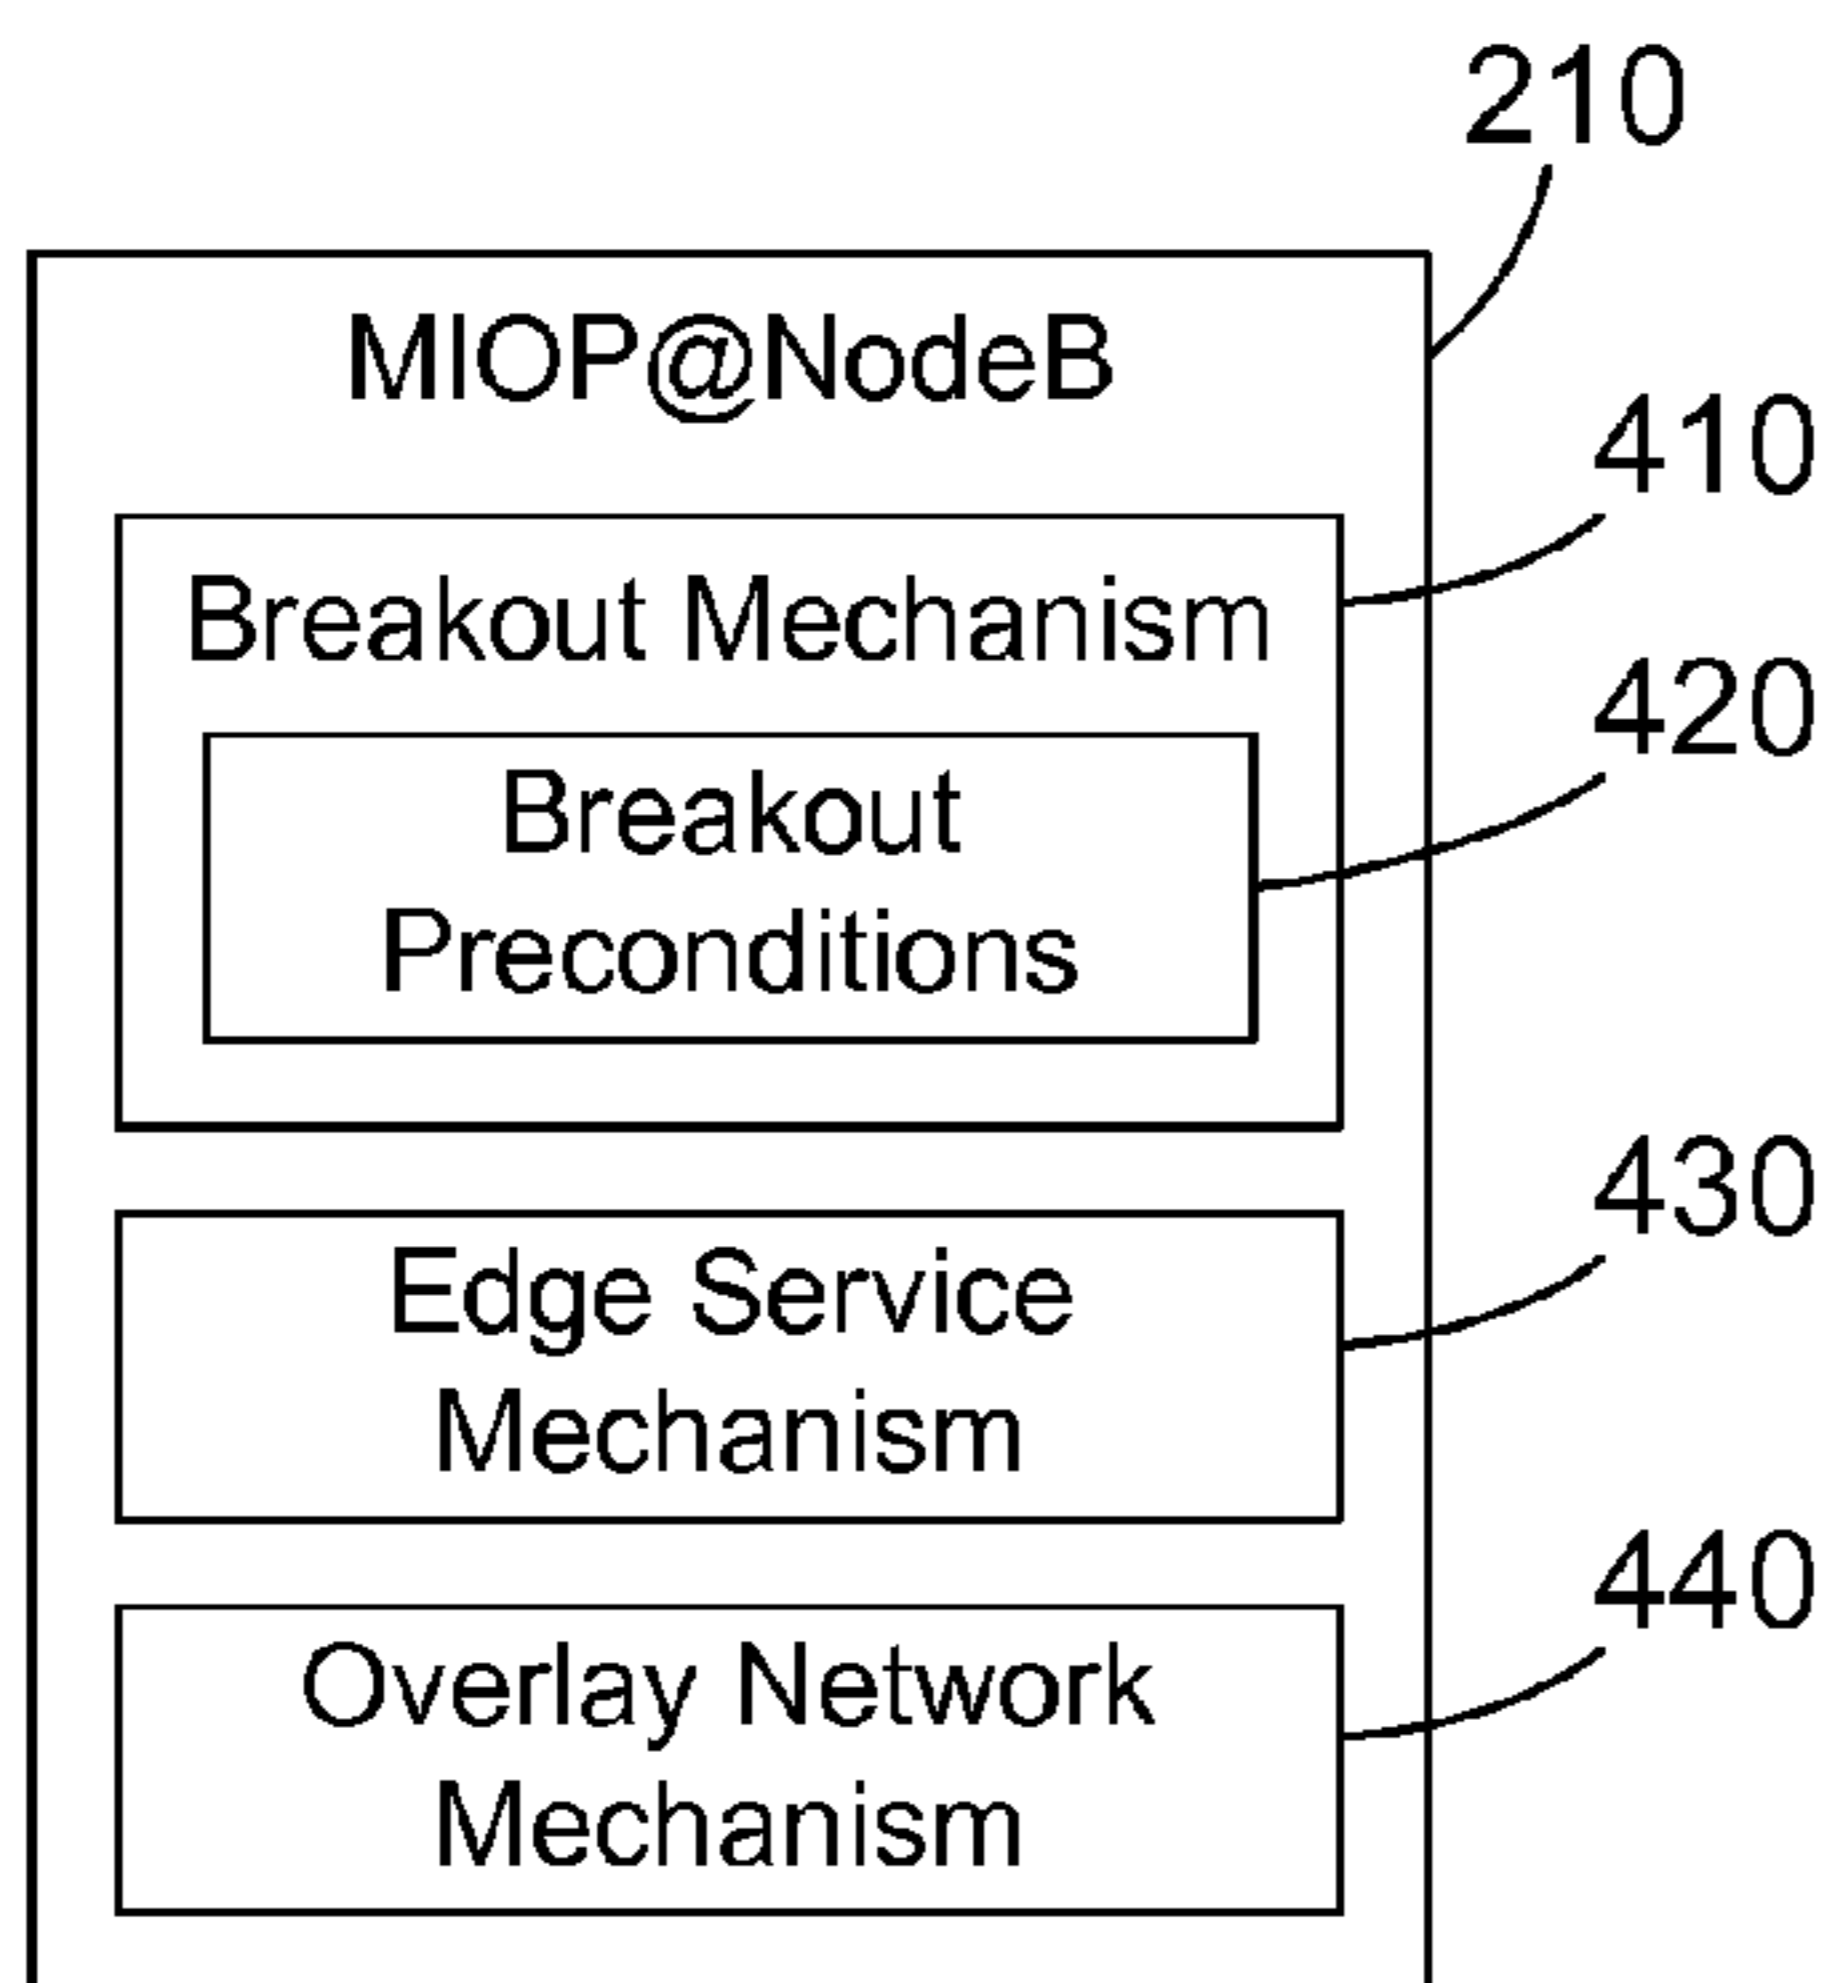 210
MIOP@NodeB
410
Breakout Mechanism
420
Breakout
Preconditions
430
Edge Service
Mechanism
440
Overlay Network
Mechanism